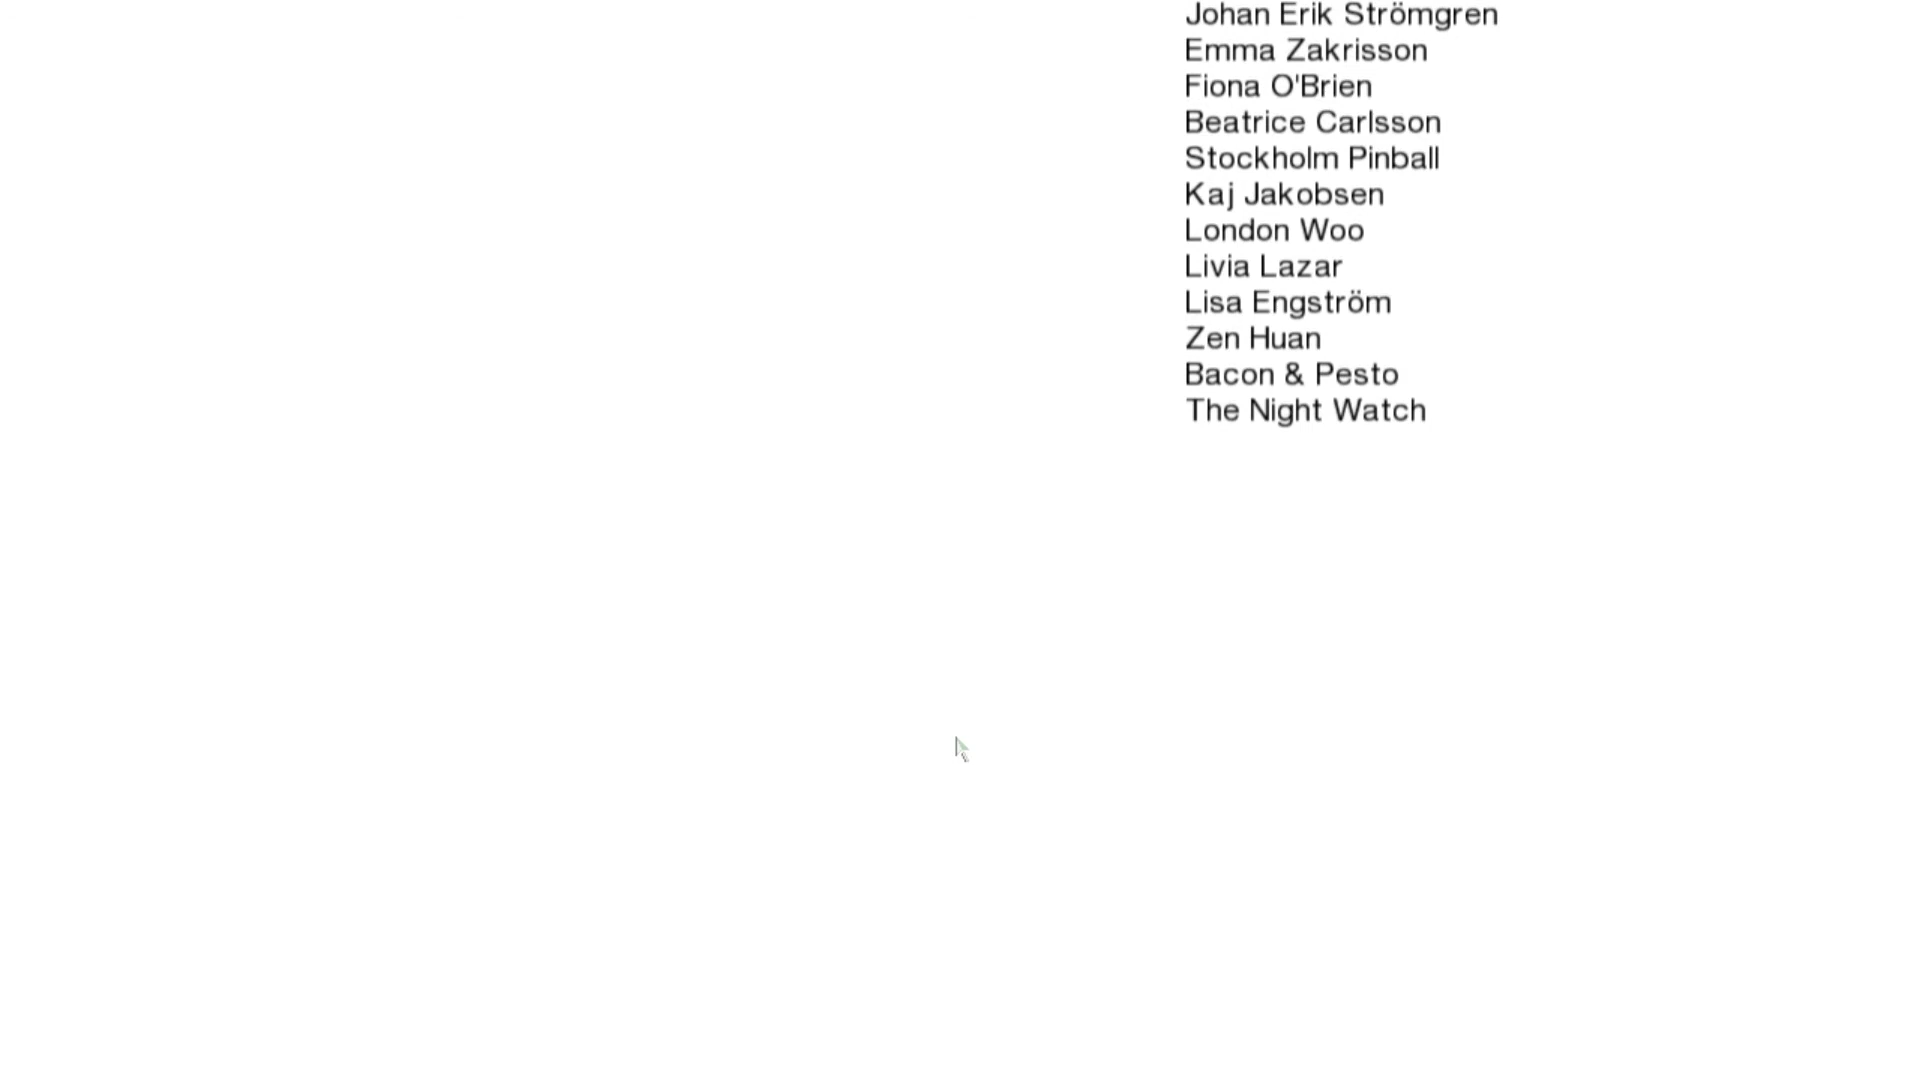 Johan Erik Strömgren
Emma Zakrisson
Fiona O'Brien
Beatrice Carlsson
Stockholm Pinball
Kaj Jakobsen
London Woo
Livia Lazar
Lisa Engström
Zen Huan
Bacon & Pesto
The Night Watch